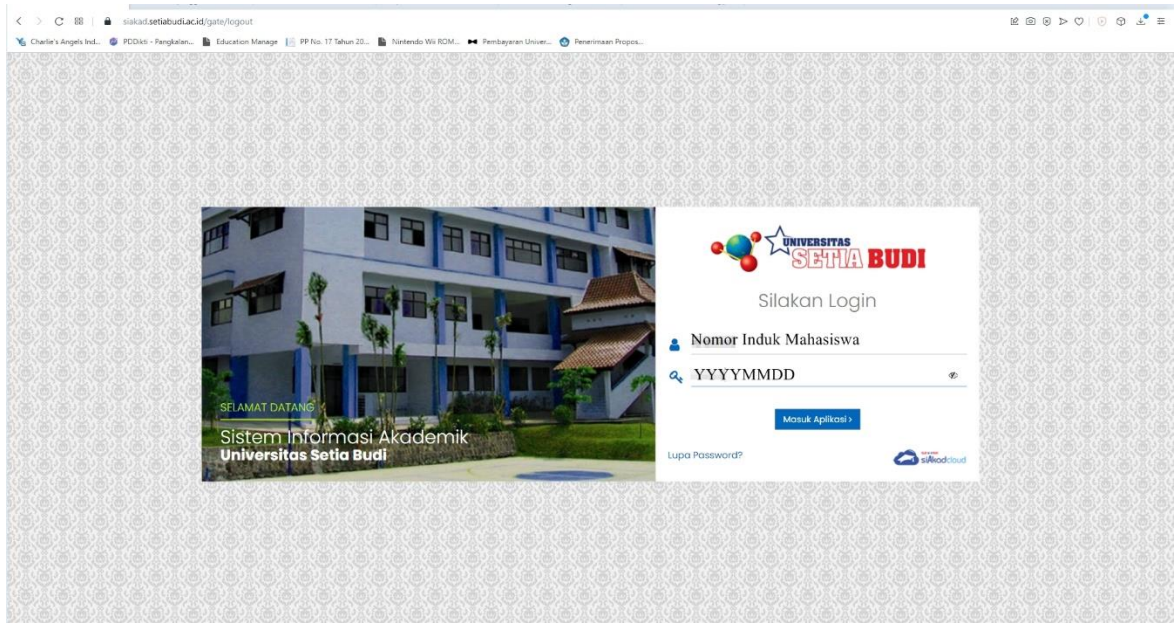 siakad.setiabudi.ac.id/gate/logout
Charlie's Angels Ind... PDDikti - Pangkalan... Education Manage PP No. 17 Tahun 20... Nintendo Wii ROM... Pembayaran Univer... Penerimaan Propos...
UNIVERSITAS
SETIA BUDI
Silakan Login
Nomor Induk Mahasiswa
YYYYMMDD
Masuk Aplikasi >
Lupa Password?
siAkadcloud
SELAMAT DATANG
Sistem Informasi Akademik
Universitas Setia Budi